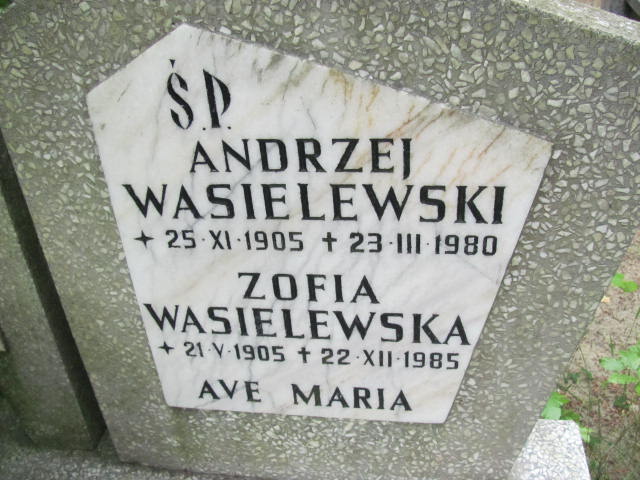 Ś.P.
ANDRZEJ
WASIELEWSKI
✦ 25·XI·1905 ✝ 23·III·1980
ZOFIA
WASIELEWSKA
✦ 21·V·1905 ✝ 22·XII·1985
AVE MARIA